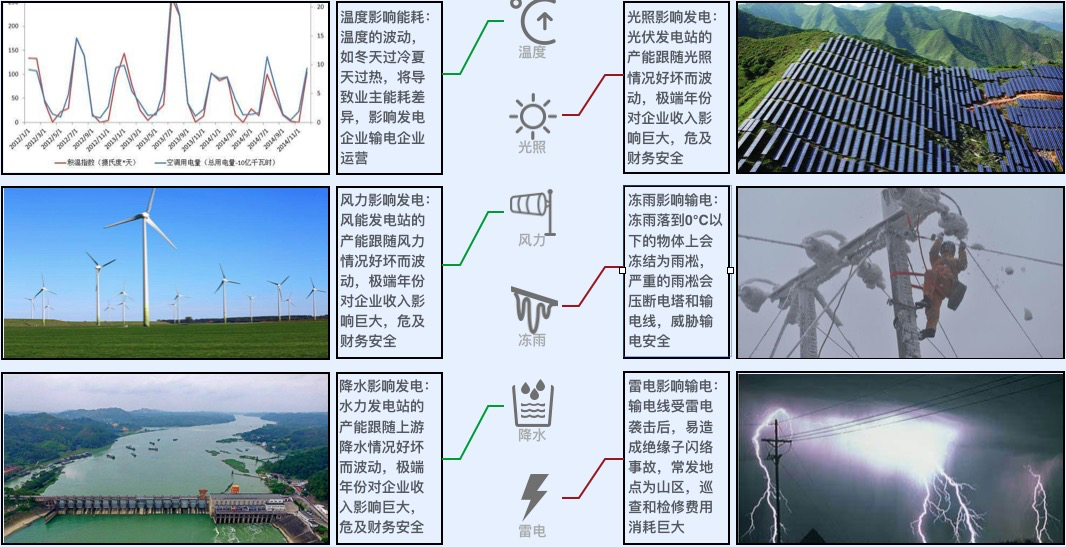 250
200
150
100
50
0
20
15
10
5
0
2012/1/1
2012/3/1
2012/5/1
2012/7/1
2012/9/1
2012/11/1
2013/1/1
2013/3/1
2013/5/1
2013/7/1
2013/9/1
2013/11/1
2014/1/1
2014/3/1
2014/5/1
2014/7/1
2014/9/1
2014/11/1
空调用电量（总用电量-10亿千瓦时）
温度影响能耗：
温度的波动，
如冬天过冷夏
天过热，将导
致业主能耗差
异，影响发电
企业输电企业
运营
温度
光照
光照影响发电：
光伏发电站的
产能跟随光照
情况好坏而波
动，极端年份
对企业收入影
响巨大，危及
财务安全
风力影响发电：
风能发电站的
产能跟随风力
情况好坏而波
动，极端年份
对企业收入影
响巨大，危及
财务安全
风力
冻雨
冻雨影响输电：
冻雨落到0°C以
下的物体上会
冻结为雨凇，
严重的雨凇会
压断电塔和输
电线，威胁输
电安全
降水影响发电：
水力发电站的
产能跟随上游
降水情况好坏
而波动，极端
年份对企业收
入影响巨大，
危及财务安全
降水
雷电
雷电影响输电：
输电线受雷电
袭击后，易造
成绝缘子闪络
事故，常发地
点为山区，巡
查和检修费用
消耗巨大